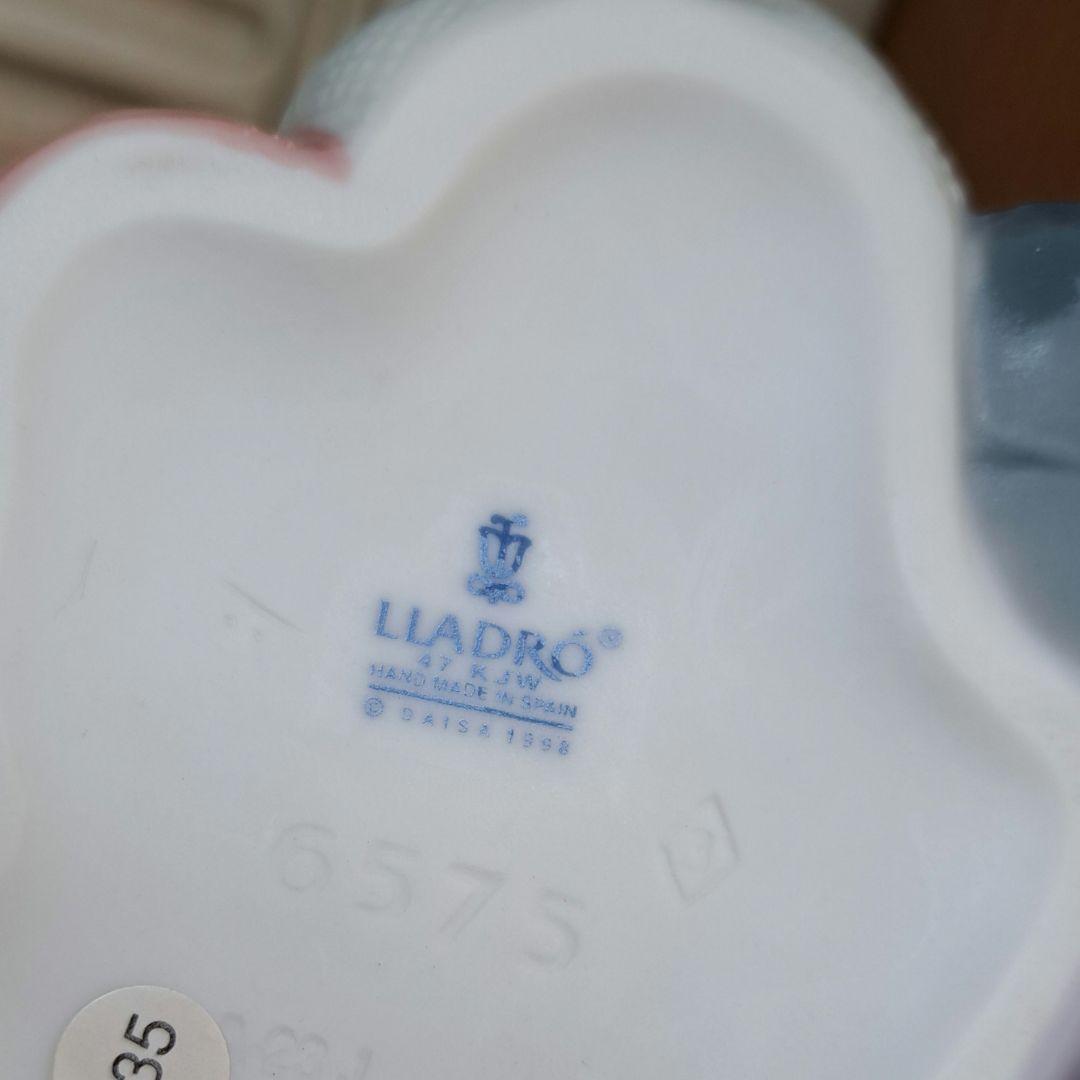 LLADRÓ®
47 KJW
HAND MADE IN SPAIN
© DAISA 1998
6575
35